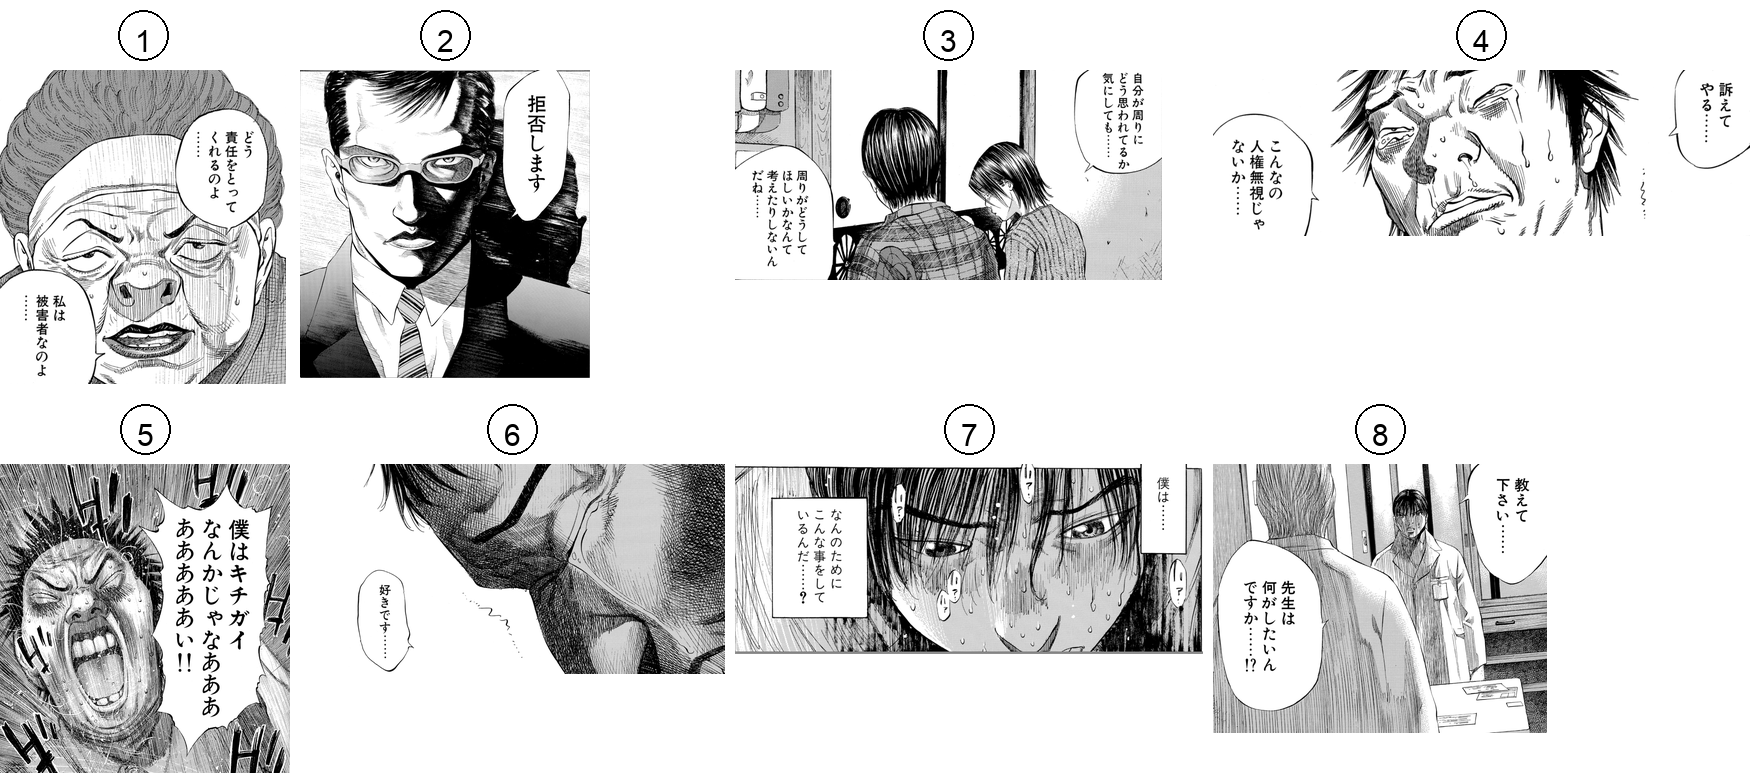 1
どう
責任をとって
くれるのよ
……
私は
被害者なのよ
……
2
拒否します
3
自分が周りに
どう思われてるか
気にしても……
周りがどうして
ほしいかなんて
考えたりしないん
だね……
4
訴えて
やる……
こんなの
人権無視じゃ
ないか……
5
僕はキチガイ
なんかじゃなあああ
ああああああい!!
6
好きです……
7
僕は……
なんのために
こんな事をして
いるんだ……?
8
教えて
下さい……
先生は
何がしたいん
ですか……!?